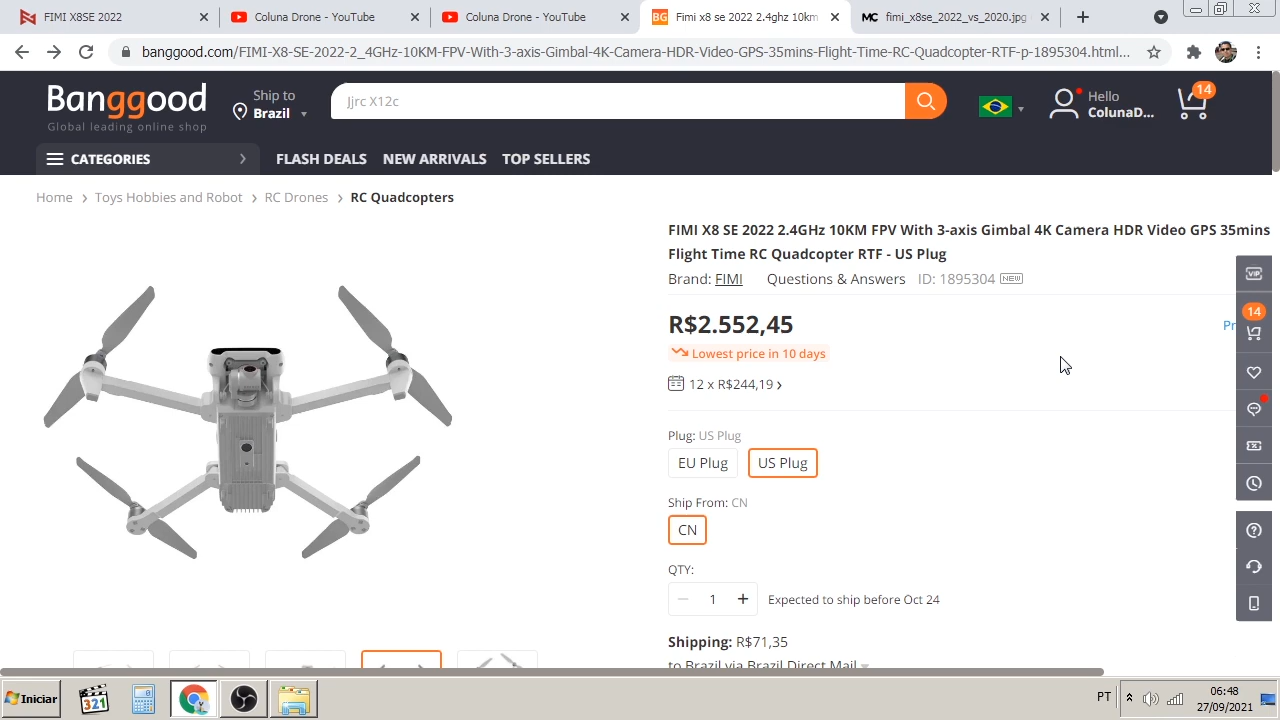 FIMI X8SE 2022
Coluna Drone - YouTube
Coluna Drone - YouTube
BG
Fimi x8 se 2022 2.4ghz 10km
MC
fimi_x8se_2022_vs_2020.jpg
banggood.com/FIMI-X8-SE-2022-2_4GHz-10KM-FPV-With-3-axis-Gimbal-4K-Camera-HDR-Video-GPS-35mins-Flight-Time-RC-Quadcopter-RTF-p-1895304.html...
Banggood
Global leading online shop
Ship to
Brazil
Jjrc X12c
Hello
ColunaD...
14
CATEGORIES
FLASH DEALS
NEW ARRIVALS
TOP SELLERS
Home > Toys Hobbies and Robot > RC Drones > RC Quadcopters
FIMI X8 SE 2022 2.4GHz 10KM FPV With 3-axis Gimbal 4K Camera HDR Video GPS 35mins
Flight Time RC Quadcopter RTF - US Plug
Brand: FIMI
Questions & Answers
ID: 1895304
NEW
VIP
14
R$2.552,45
Pr
Lowest price in 10 days
12 x R$244,19 >
Plug: US Plug
EU Plug
US Plug
Ship From: CN
CN
QTY:
1
Expected to ship before Oct 24
Shipping: R$71,35
to Brazil via Brazil Direct Mail
Iniciar
321
PT
06:48
27/09/2021